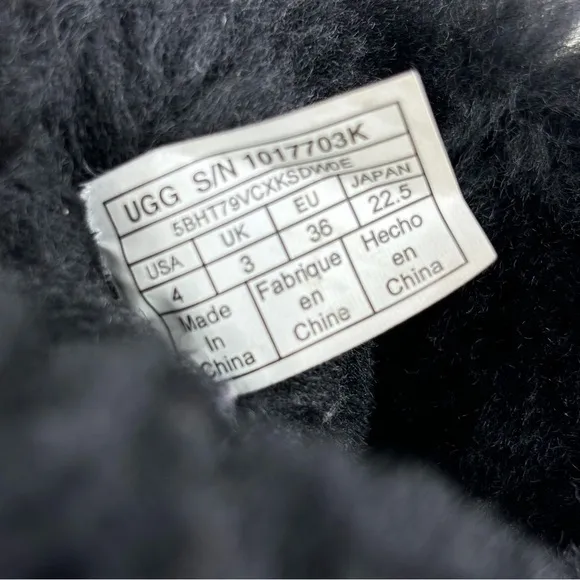 UGG S/N 1017703K
5BHT79VCXKSDW0E
USA UK EU JAPAN
4 3 36 22.5
Made Fabrique Hecho
In en en
China Chine China